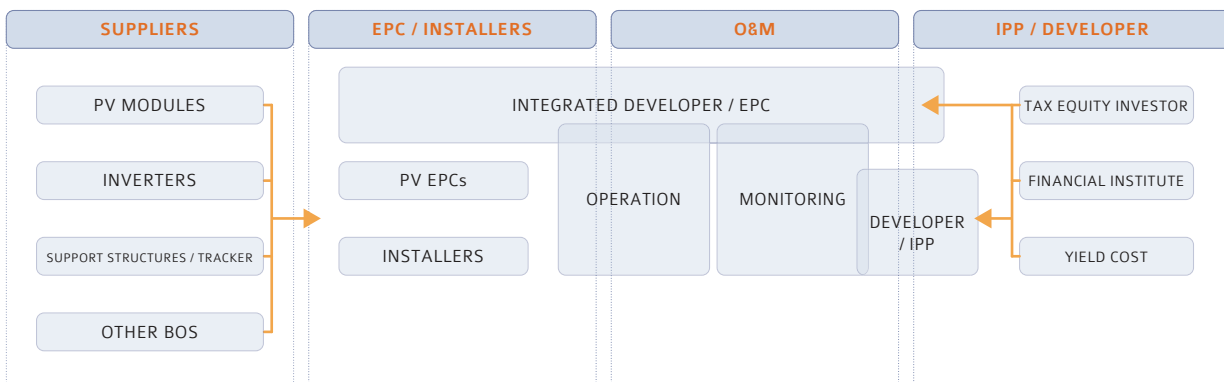 SUPPLIERS
EPC / INSTALLERS
O&M
IPP / DEVELOPER
PV MODULES
INVERTERS
SUPPORT STRUCTURES / TRACKER
OTHER BOS
INTEGRATED DEVELOPER / EPC
PV EPCs
INSTALLERS
OPERATION
MONITORING
DEVELOPER
/ IPP
TAX EQUITY INVESTOR
FINANCIAL INSTITUTE
YIELD COST